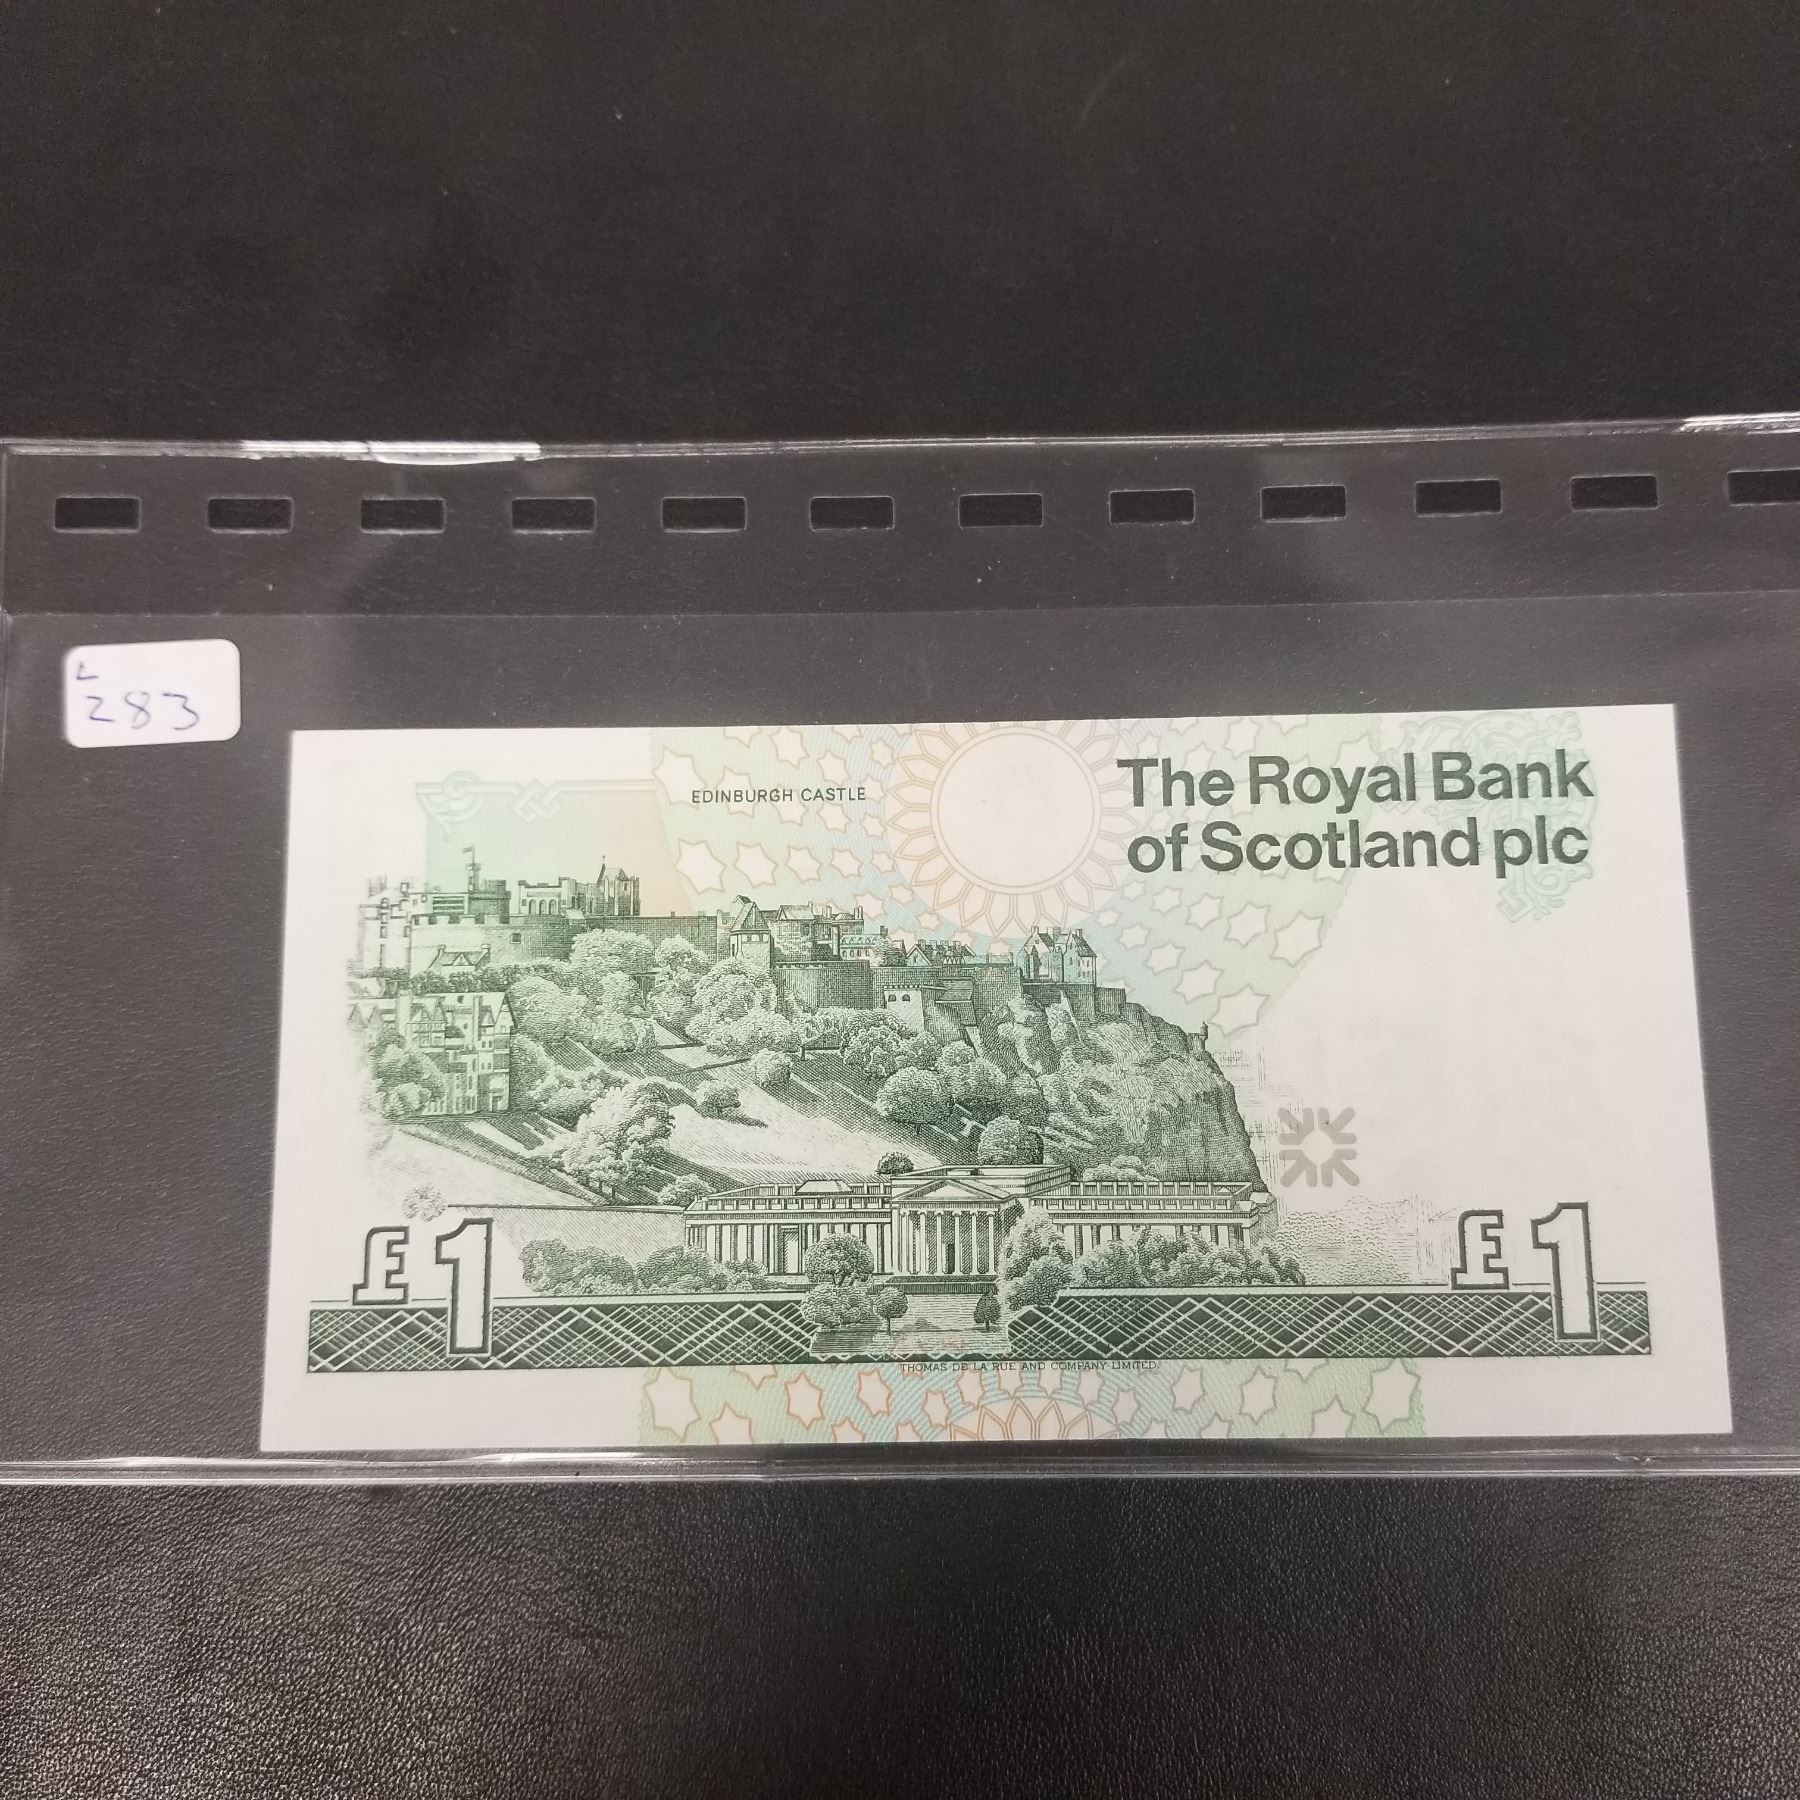 L
283
EDINBURGH CASTLE
The Royal Bank
of Scotland plc
£1
£1
THOMAS DE LA RUE AND COMPANY LIMITED.